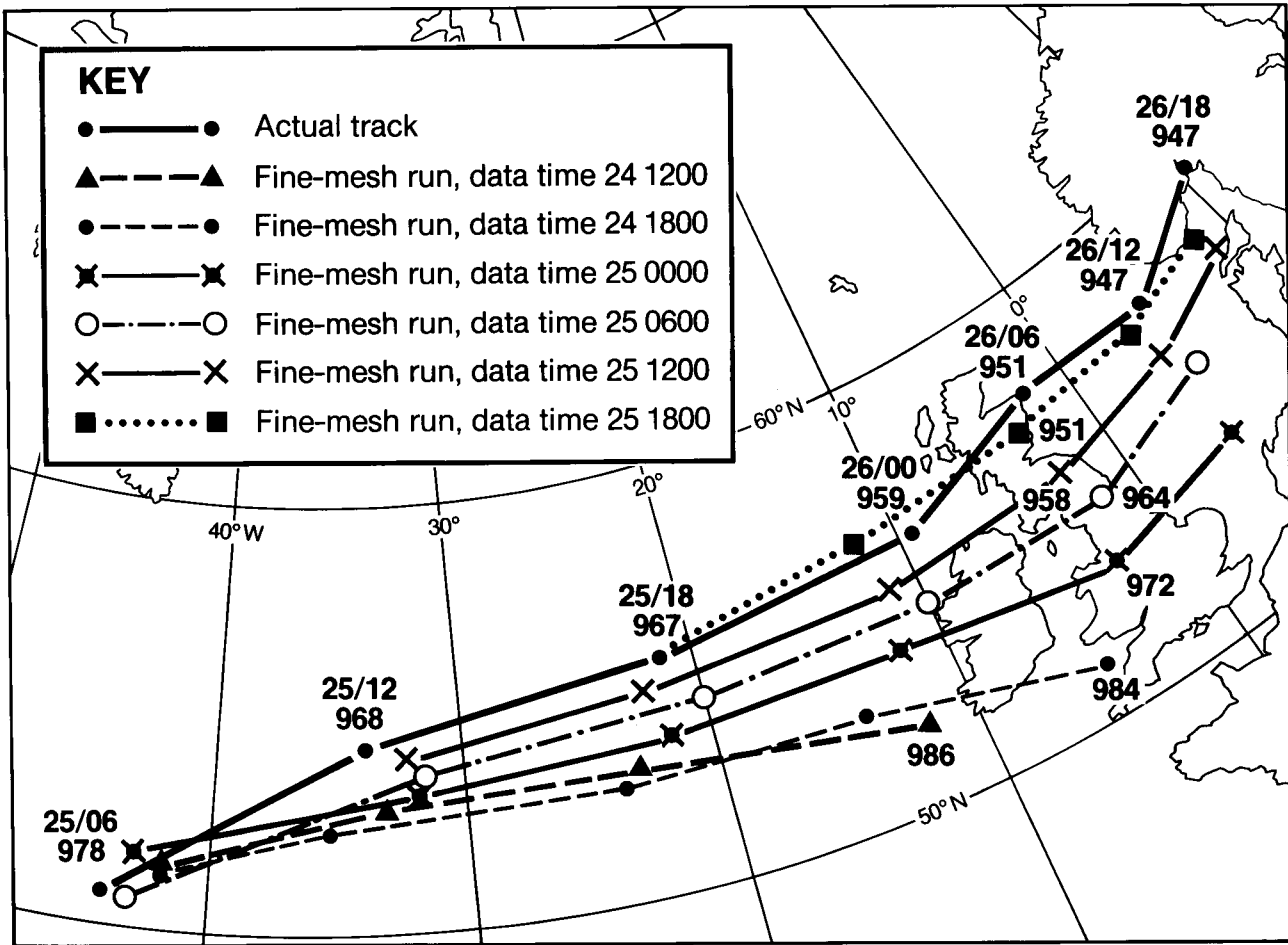 KEY
Actual track
Fine-mesh run, data time 24 1200
Fine-mesh run, data time 24 1800
Fine-mesh run, data time 25 0000
Fine-mesh run, data time 25 0600
Fine-mesh run, data time 25 1200
Fine-mesh run, data time 25 1800
26/18
947
26/12
947
0°
26/06
951
60° N
10°
951
26/00
959
20°
958
964
40° W
30°
972
25/18
967
984
25/12
968
986
50° N
25/06
978